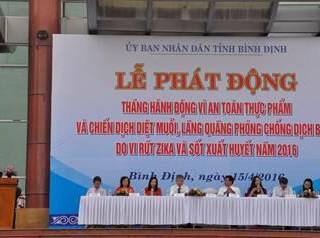 ỦY BAN NHÂN DÂN TỈNH BÌNH ĐỊNH
LỄ PHÁT ĐỘNG
THÁNG HÀNH ĐỘNG VÌ AN TOÀN THỰC PHẨM
VÀ CHIẾN DỊCH DIỆT MUỖI, LĂNG QUĂNG PHÒNG CHỐNG DỊCH B
DO VI RÚT ZIKA VÀ SỐT XUẤT HUYẾT NĂM 2016
Bình Định, 15/4/2016